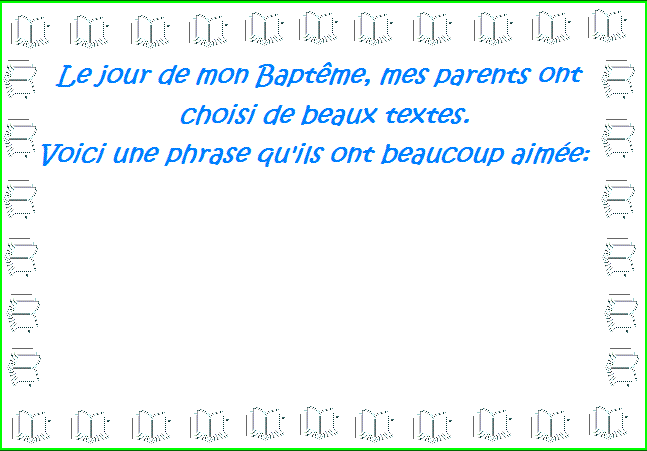 Le jour de mon Baptême, mes parents ont
choisi de beaux textes.
Voici une phrase qu'ils ont beaucoup aimée: